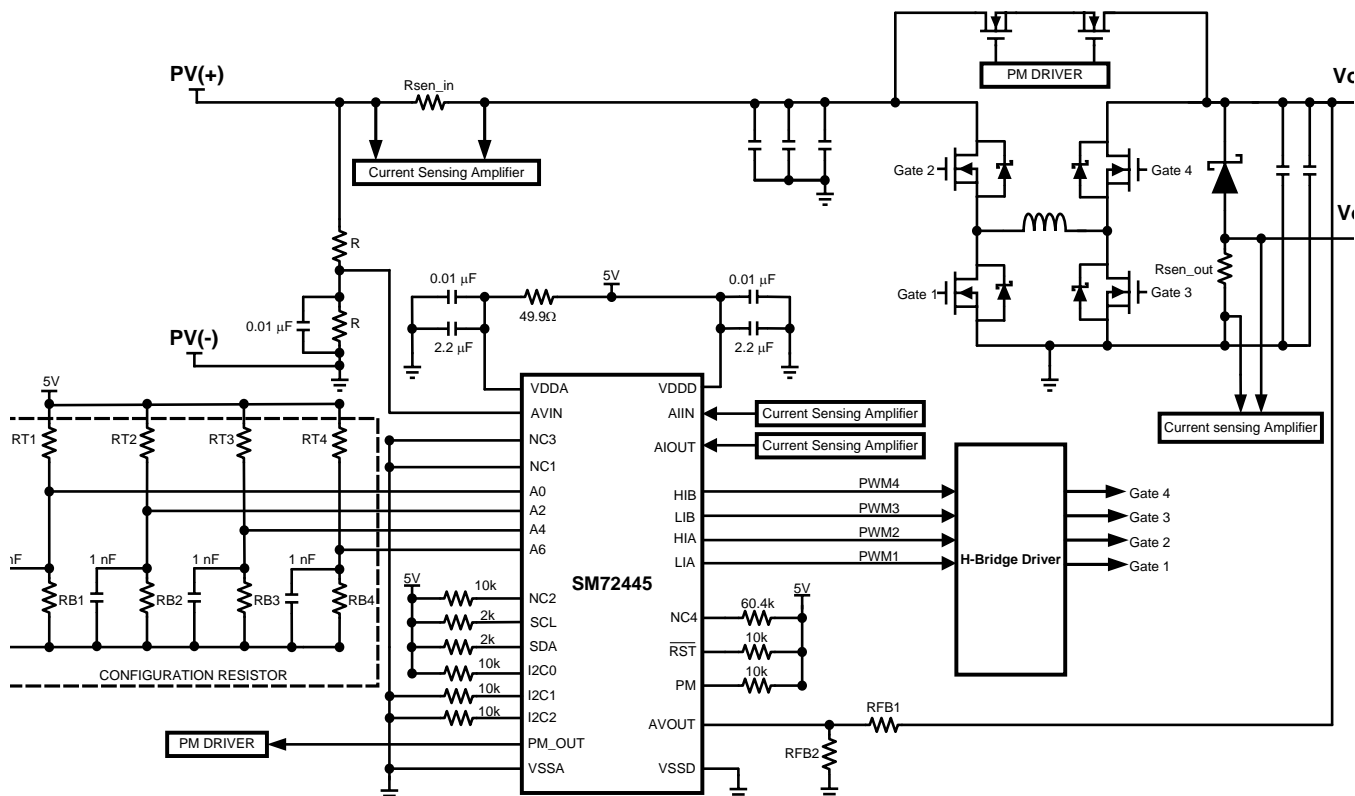 PM DRIVER
PV(+)
Rsen_in
Current Sensing Amplifier
Gate 2
Gate 4
Gate 1
Gate 3
Rsen_out
Current sensing Amplifier
R
R
0.01 µF
PV(-)
0.01 µF
2.2 µF
49.9Ω
5V
0.01 µF
2.2 µF
5V
RT1
RT2
RT3
RT4
1 nF
1 nF
1 nF
RB1
RB2
RB3
RB4
CONFIGURATION RESISTOR
VDDA
AVIN
NC3
NC1
A0
A2
A4
A6
NC2
SCL
SDA
I2C0
I2C1
I2C2
PM_OUT
VSSA
SM72445
VDDD
AIIN
AIOUT
HIB
LIB
HIA
LIA
NC4
RST
PM
AVOUT
VSSD
Current Sensing Amplifier
Current Sensing Amplifier
PWM4
PWM3
PWM2
PWM1
H-Bridge Driver
Gate 4
Gate 3
Gate 2
Gate 1
5V
10k
2k
2k
10k
10k
10k
5V
60.4k
10k
10k
RFB1
RFB2
PM DRIVER